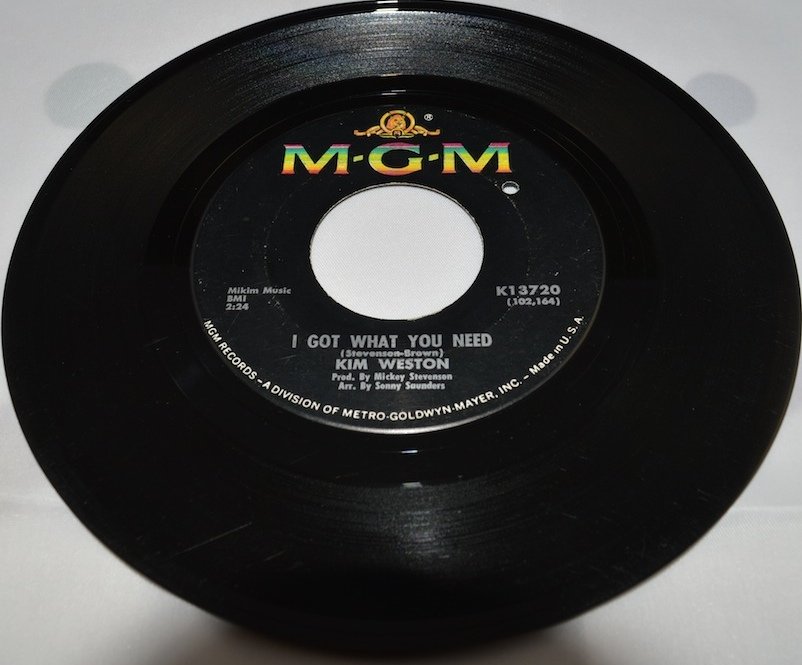 ®
M-G-M
Mikim Music
BMI
2:24
K13720
(102,164)
I GOT WHAT YOU NEED
(Stevenson-Brown)
KIM WESTON
Prod. By Mickey Stevenson
Arr. By Sonny Saunders
MGM RECORDS – A DIVISION OF METRO-GOLDWYN-MAYER, INC. – Made in U.S.A.